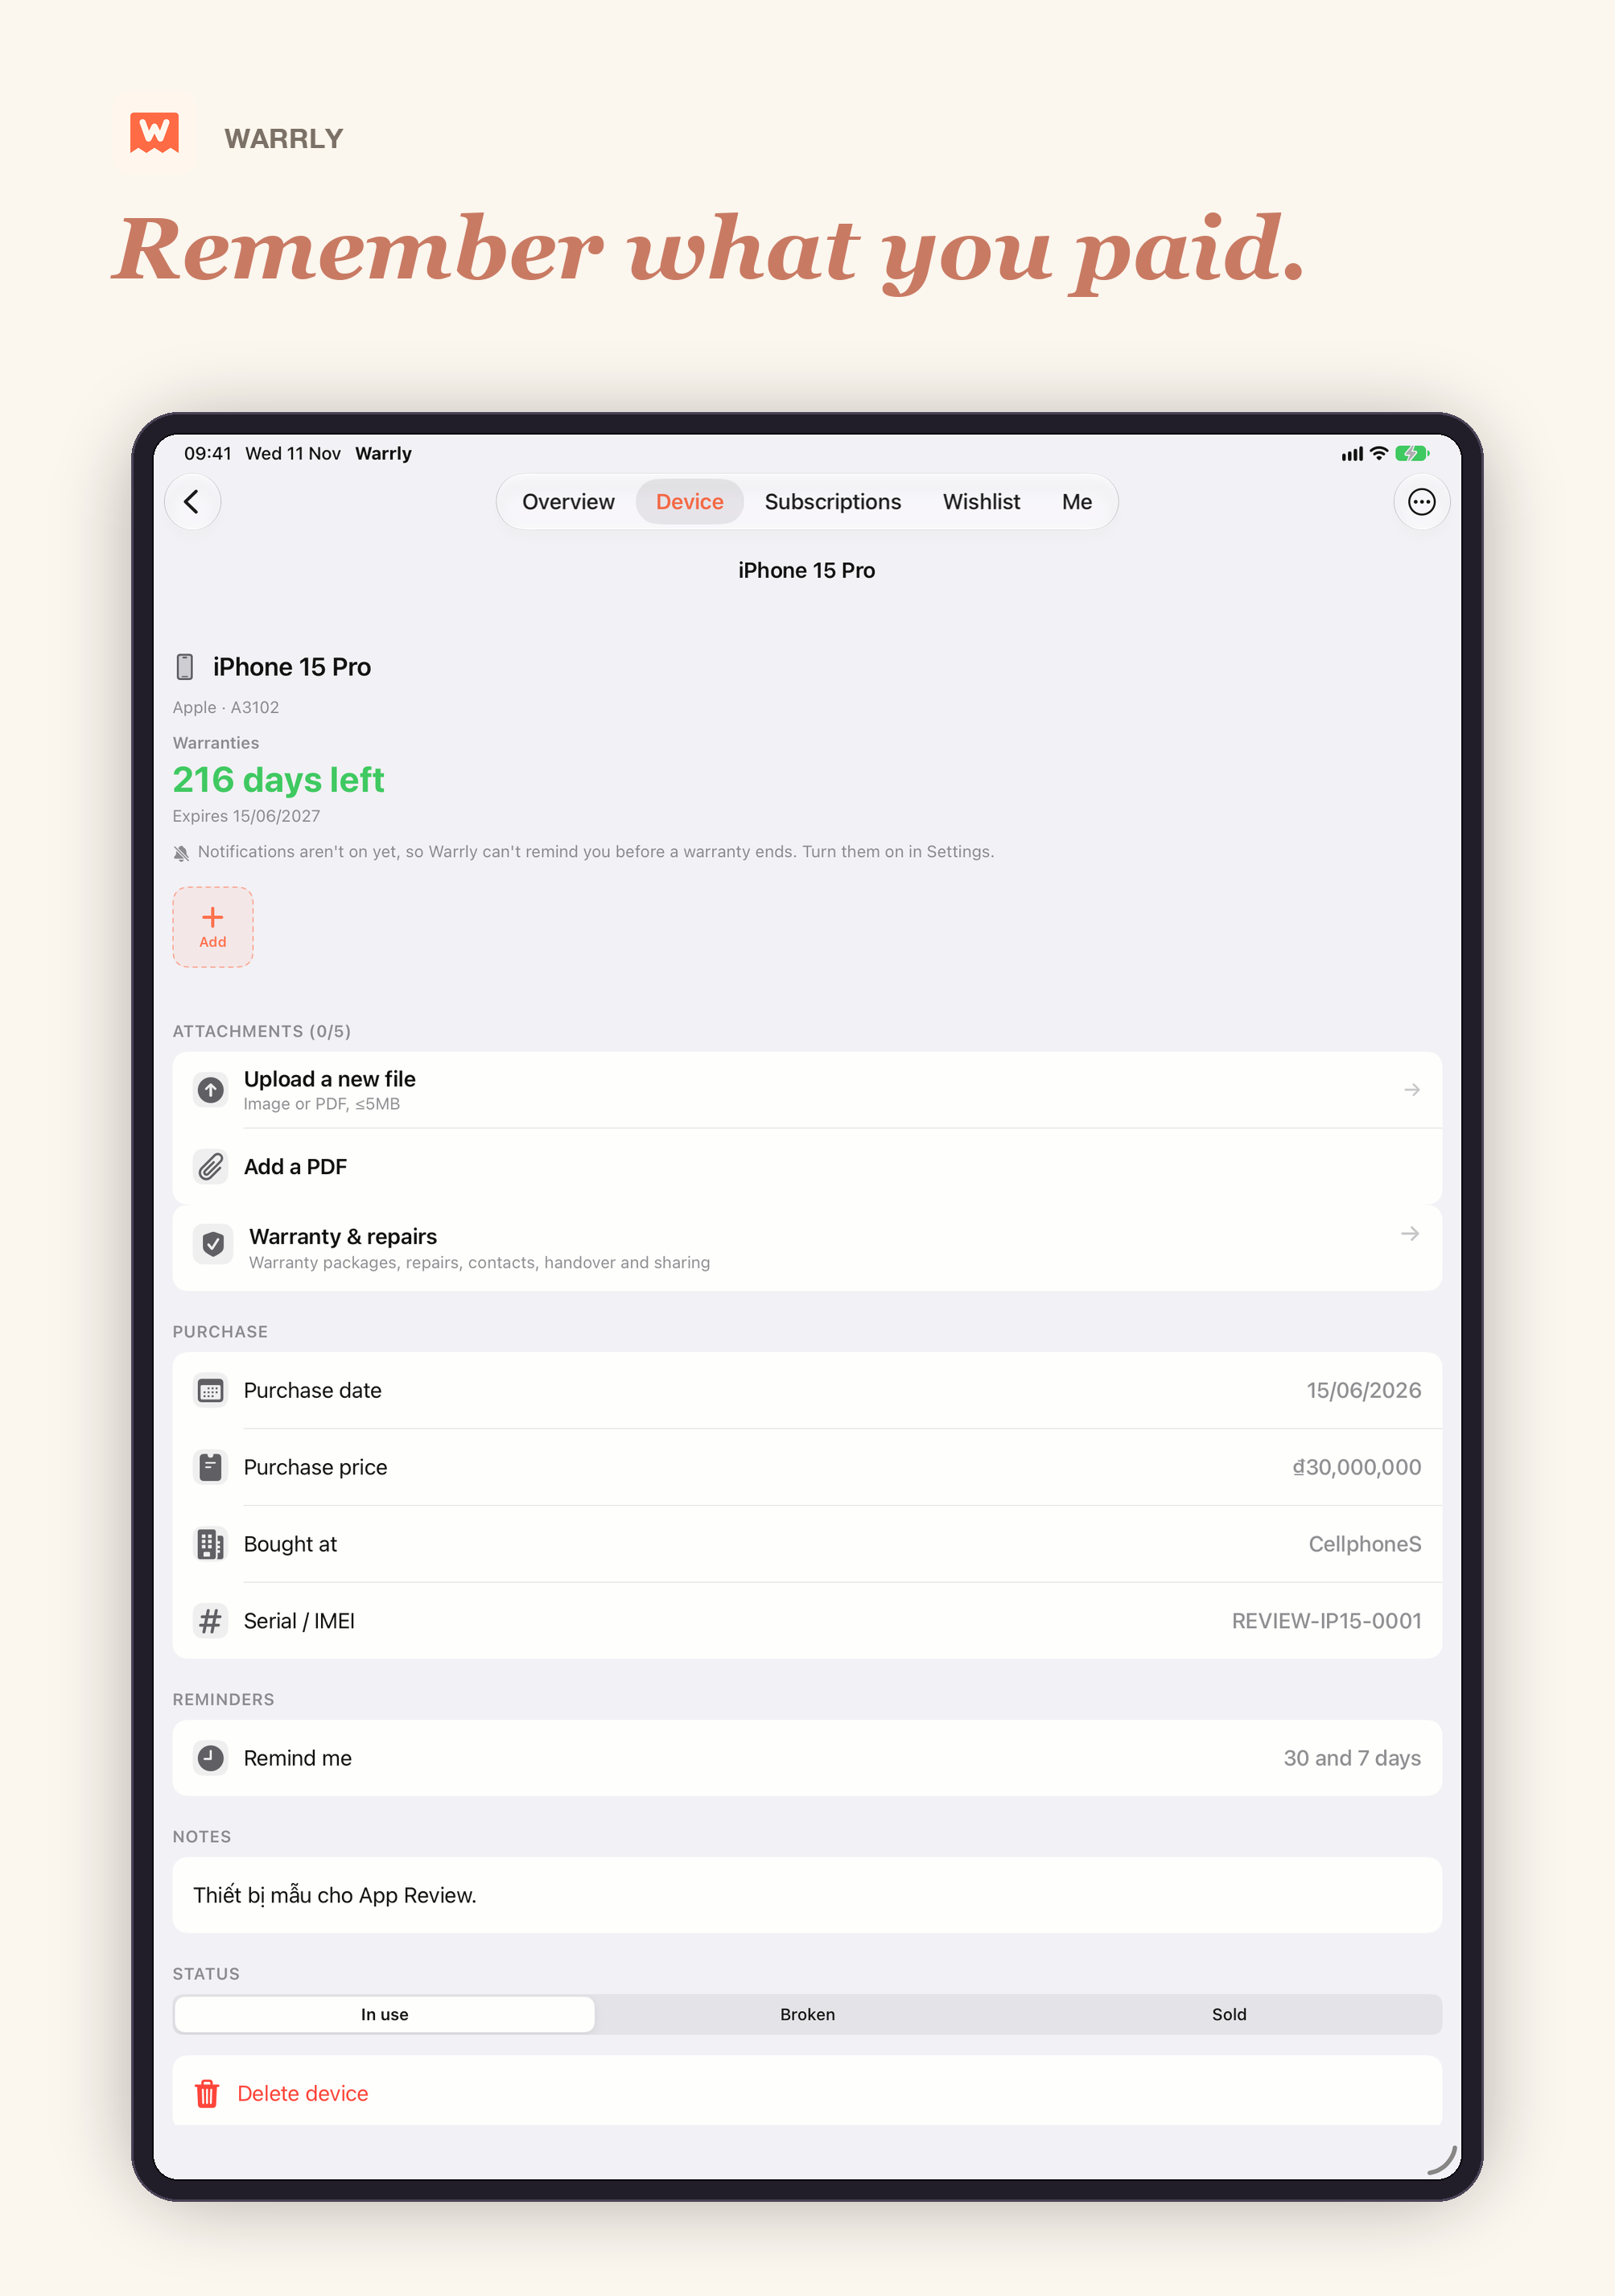 W
WARRLY
Remember what you paid.
09:41 Wed 11 Nov Warrly
Overview Device Subscriptions Wishlist Me
iPhone 15 Pro
iPhone 15 Pro
Apple · A3102
Warranties
216 days left
Expires 15/06/2027
Notifications aren't on yet, so Warrly can't remind you before a warranty ends. Turn them on in Settings.
Add
ATTACHMENTS (0/5)
Upload a new file
Image or PDF, ≤5MB
Add a PDF
Warranty & repairs
Warranty packages, repairs, contacts, handover and sharing
PURCHASE
Purchase date 15/06/2026
Purchase price ₫30,000,000
Bought at CellphoneS
Serial / IMEI REVIEW-IP15-0001
REMINDERS
Remind me 30 and 7 days
NOTES
Thiết bị mẫu cho App Review.
STATUS
In use Broken Sold
Delete device